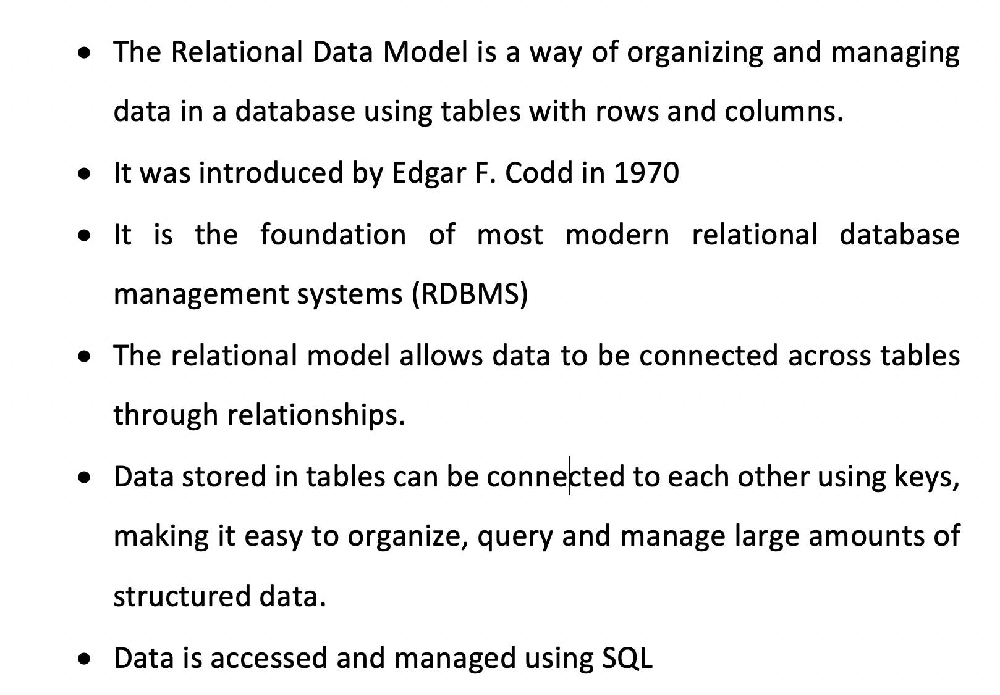 • The Relational Data Model is a way of organizing and managing
data in a database using tables with rows and columns.
• It was introduced by Edgar F. Codd in 1970
• It is the foundation of most modern relational database
management systems (RDBMS)
• The relational model allows data to be connected across tables
through relationships.
• Data stored in tables can be connected to each other using keys,
making it easy to organize, query and manage large amounts of
structured data.
• Data is accessed and managed using SQL